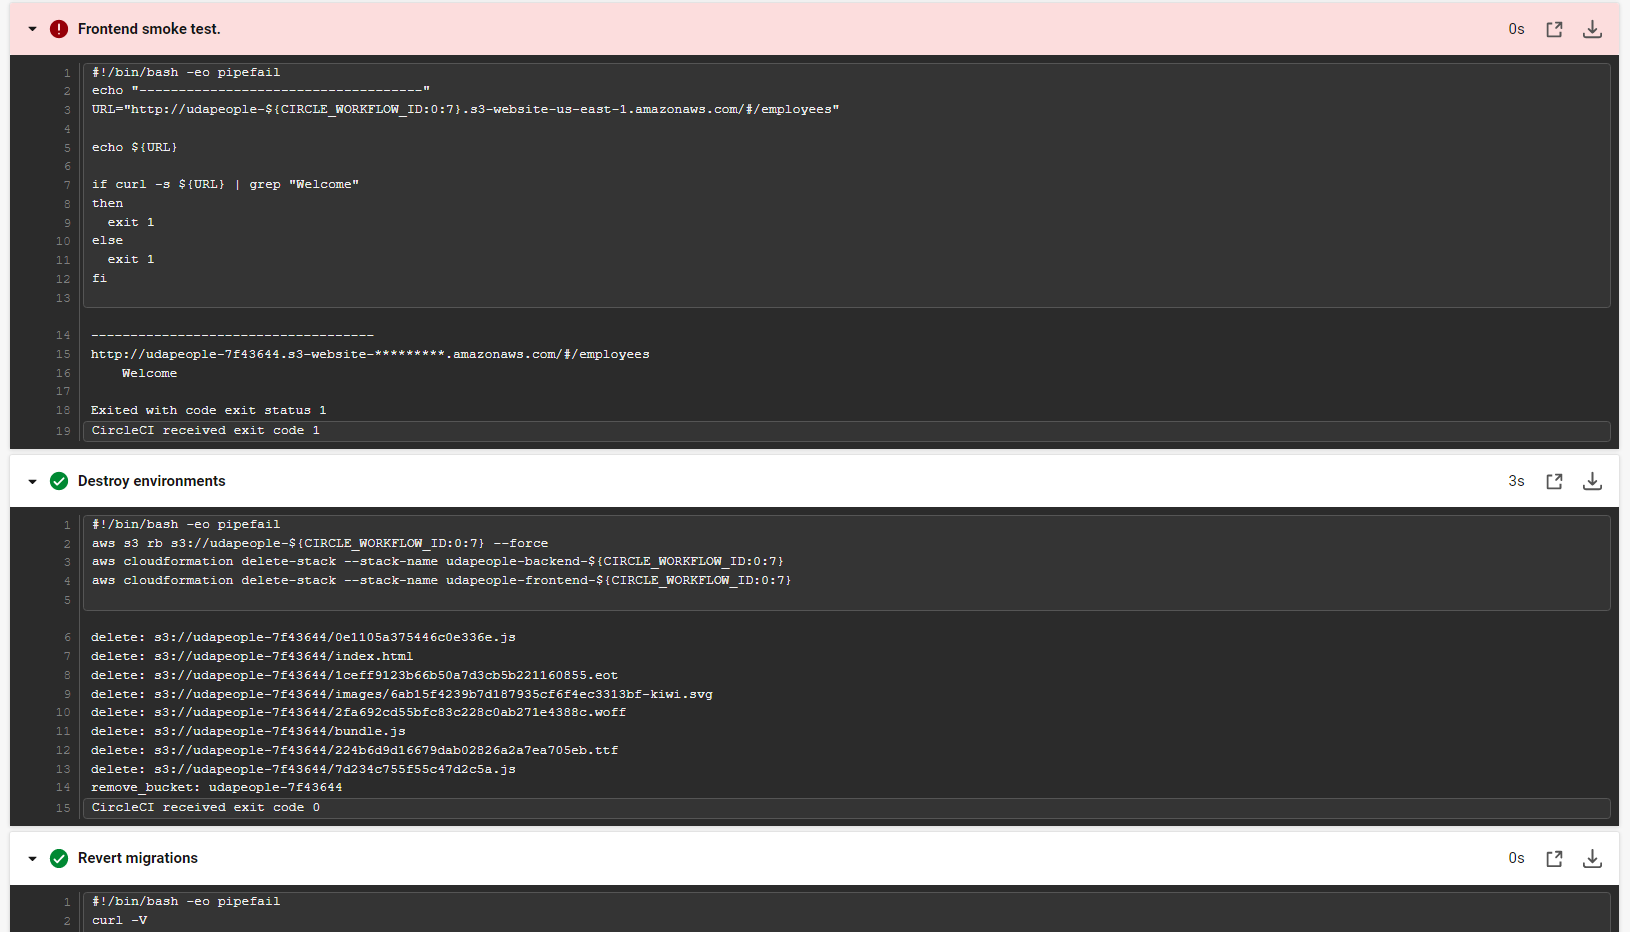 Frontend smoke test.
0s
1 #!/bin/bash -eo pipefail
2 echo "------------------------------------"
3 URL="http://udapeople-${CIRCLE_WORKFLOW_ID:0:7}.s3-website-us-east-1.amazonaws.com/#/employees"
4
5 echo ${URL}
6
7 if curl -s ${URL} | grep "Welcome"
8 then
9 exit 1
10 else
11 exit 1
12 fi
13
14 ------------------------------------
15 http://udapeople-7f43644.s3-website-*********.amazonaws.com/#/employees
16 Welcome
17
18 Exited with code exit status 1
19 CircleCI received exit code 1
Destroy environments
3s
1 #!/bin/bash -eo pipefail
2 aws s3 rb s3://udapeople-${CIRCLE_WORKFLOW_ID:0:7} --force
3 aws cloudformation delete-stack --stack-name udapeople-backend-${CIRCLE_WORKFLOW_ID:0:7}
4 aws cloudformation delete-stack --stack-name udapeople-frontend-${CIRCLE_WORKFLOW_ID:0:7}
5
6 delete: s3://udapeople-7f43644/0e1105a375446c0e336e.js
7 delete: s3://udapeople-7f43644/index.html
8 delete: s3://udapeople-7f43644/1ceff9123b66b50a7d3cb5b221160855.eot
9 delete: s3://udapeople-7f43644/images/6ab15f4239b7d187935cf6f4ec3313bf-kiwi.svg
10 delete: s3://udapeople-7f43644/2fa692cd55bfc83c228c0ab271e4388c.woff
11 delete: s3://udapeople-7f43644/bundle.js
12 delete: s3://udapeople-7f43644/224b6d9d16679dab02826a2a7ea705eb.ttf
13 delete: s3://udapeople-7f43644/7d234c755f55c47d2c5a.js
14 remove_bucket: udapeople-7f43644
15 CircleCI received exit code 0
Revert migrations
0s
1 #!/bin/bash -eo pipefail
2 curl -V